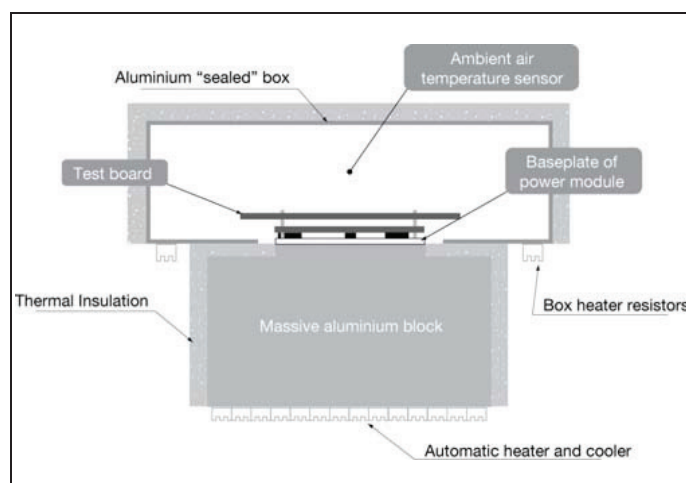 Ambient air
temperature sensor
Aluminium “sealed” box
Test board
Baseplate of
power module
Thermal Insulation
Box heater resistors
Massive aluminium block
Automatic heater and cooler